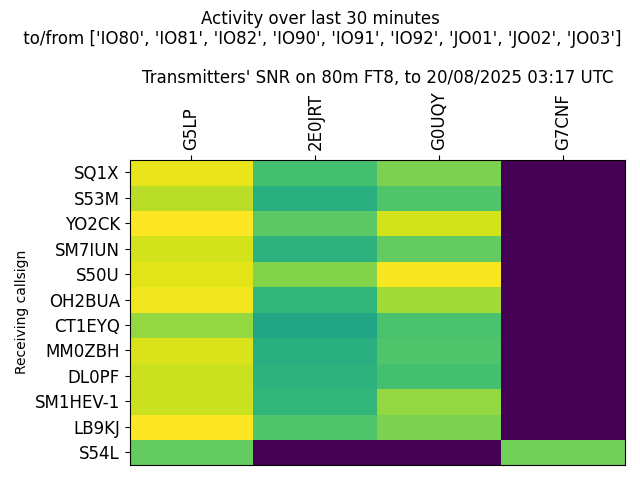 Activity over last 30 minutes
to/from ['IO80', 'IO81', 'IO82', 'IO90', 'IO91', 'IO92', 'JO01', 'JO02', 'JO03']
Transmitters' SNR on 80m FT8, to 20/08/2025 03:17 UTC
G5LP
2E0JRT
G0UQY
G7CNF
Receiving callsign
SQ1X
S53M
YO2CK
SM7IUN
S50U
OH2BUA
CT1EYQ
MM0ZBH
DL0PF
SM1HEV-1
LB9KJ
S54L